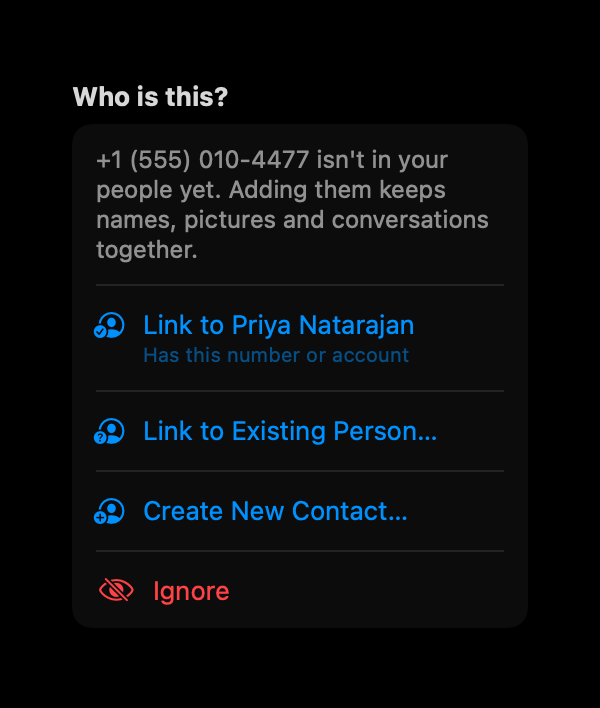 Who is this?
+1 (555) 010-4477 isn't in your
people yet. Adding them keeps
names, pictures and conversations
together.
Link to Priya Natarajan
Has this number or account
Link to Existing Person...
Create New Contact...
Ignore